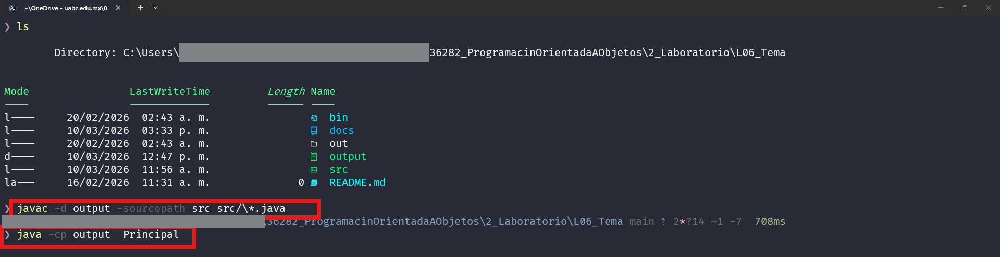 ~\OneDrive - uabc.edu.mx\8_
❯ ls
Directory: C:\Users\ 36282_ProgramacinOrientadaAObjetos\2_Laboratorio\L06_Tema
Mode LastWriteTime Length Name
---- ------------- ------ ----
l---- 20/02/2026 02:43 a. m. bin
l---- 10/03/2026 03:33 p. m. docs
l---- 20/02/2026 02:43 a. m. out
d---- 10/03/2026 12:47 p. m. output
l---- 10/03/2026 11:56 a. m. src
la--- 16/02/2026 11:31 a. m. 0 README.md
❯ javac -d output -sourcepath src src/\*.java
\36282_ProgramacinOrientadaAObjetos\2_Laboratorio\L06_Tema main ⇡ 2*?14 ~1 -7 708ms
❯ java -cp output Principal